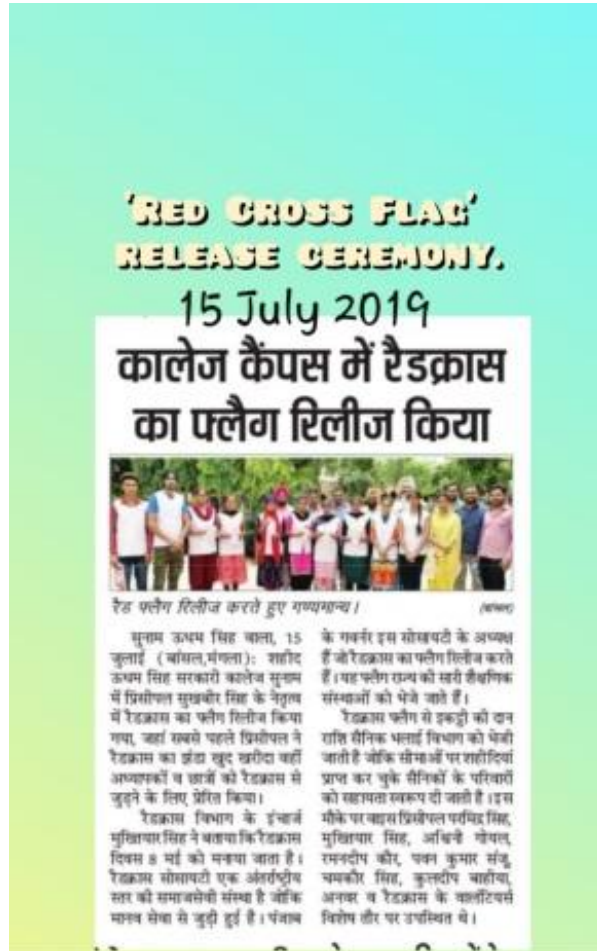 'RED CROSS FLAG'
RELEASE CEREMONY.
15 July 2019
कालेज कैंपस में रैडक्रास
का फ्लैग रिलीज किया
रैड फ्लैग रिलीज करते हुए गण्यमान्य। (बांसल)
सुनाम ऊधम सिंह वाला, 15
जुलाई (बांसल,मंगला): शहीद
ऊधम सिंह सरकारी कालेज सुनाम
में प्रिंसीपल सुखबीर सिंह के नेतृत्व
में रैडक्रास का फ्लैग रिलीज किया
गया, जहां सबसे पहले प्रिंसीपल ने
रैडक्रास का झंडा खुद खरीदा वहीं
अध्यापकों व छात्रों को रैडक्रास से
जुड़ने के लिए प्रेरित किया।
रैडक्रास विभाग के इंचार्ज
मुख्तियार सिंह ने बताया कि रैडक्रास
दिवस 8 मई को मनाया जाता है।
रैडक्रास सोसायटी एक अंतर्राष्ट्रीय
स्तर की समाजसेवी संस्था है जोकि
मानव सेवा से जुड़ी हुई है। पंजाब
के गवर्नर इस सोसायटी के अध्यक्ष
हैं जो रैडक्रास का फ्लैग रिलीज करते
हैं। यह फ्लैग राज्य की सारी शैक्षणिक
संस्थाओं को भेजे जाते हैं।
रैडक्रास फ्लैग से इकट्ठी की दान
राशि सैनिक भलाई विभाग को भेजी
जाती है जोकि सीमाओं पर शहीदियां
प्राप्त कर चुके सैनिकों के परिवारों
को सहायता स्वरूप दी जाती है। इस
मौके पर वाइस प्रिंसीपल परमिंद्र सिंह,
मुख्तियार सिंह, अश्विनी गोयल,
रमनदीप कौर, पवन कुमार संजू,
चमकौर सिंह, कुलदीप बाहीया,
अनवर व रैडक्रास के वालंटियर्स
विशेष तौर पर उपस्थित थे।